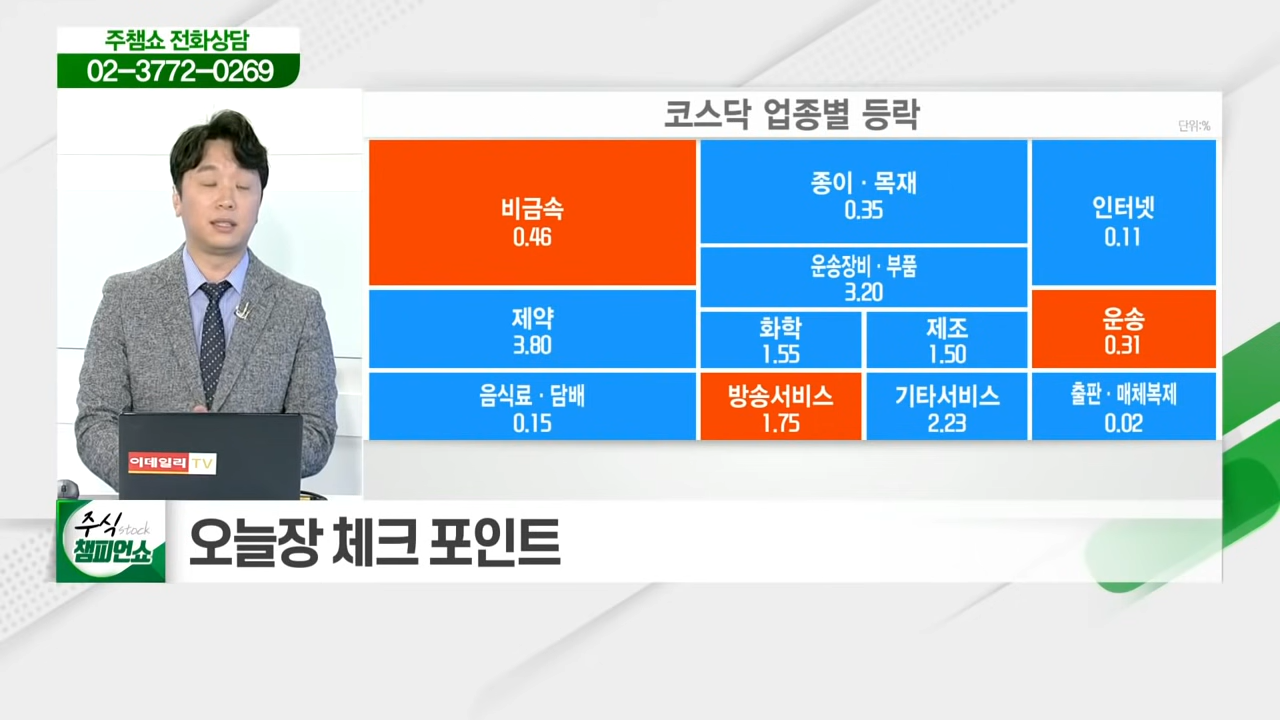 주챔쇼 전화상담
02-3772-0269
코스닥 업종별 등락
단위:%
비금속
0.46
종이·목재
0.35
인터넷
0.11
운송장비·부품
3.20
제약
3.80
화학
1.55
제조
1.50
운송
0.31
음식료·담배
0.15
방송서비스
1.75
기타서비스
2.23
출판·매체복제
0.02
이데일리TV
주식stock
챔피언쇼
오늘장 체크 포인트